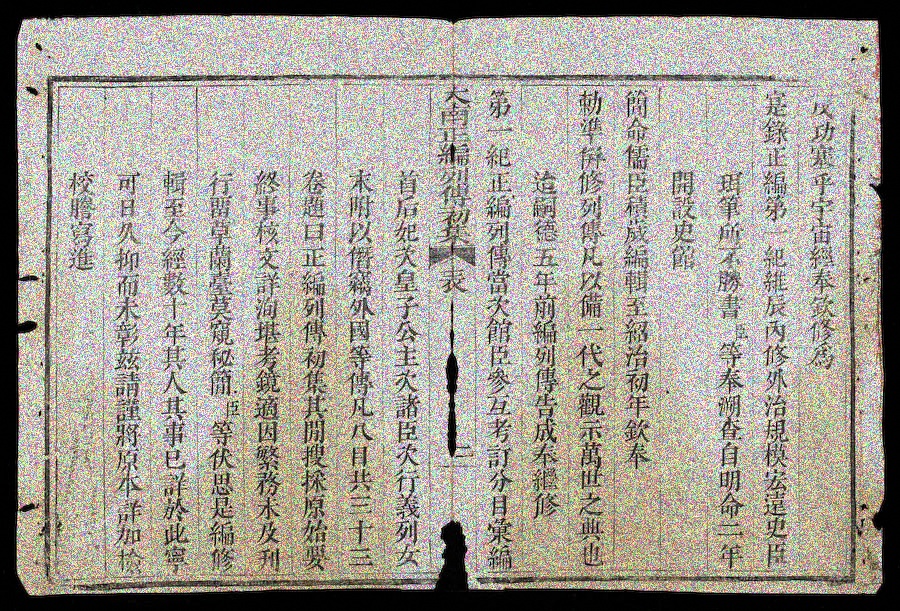 功寔乎宇宙經奉欽修為
寔錄正編第一紀維辰內修外治規模宏達史臣
珥筆所不勝書臣等奉溯查自明命二年
開設史館
簡命儒臣積歲編輯至紹治初年欽奉
勅準併修列傳凡以備一代之觀示萬世之典也
迨嗣德五年前編列傳告成奉繼修
第一紀正編列傳當次館臣參互考訂分目彙編
大南正編列傳初集 表 二
首后妃次皇子公主次諸臣次行義列女
末附以僭竊外國等傳凡八目共三十三
卷題曰正編列傳初集其間搜採原始要
終事核文詳洵堪考鏡適因繁務未及刊
行留草蘭臺莫窺秘簡臣等伏思是編修
輯至今經數十年其人其事已詳於此寧
可日久抑而未彰茲請謹將原本詳加檢
校謄寫進